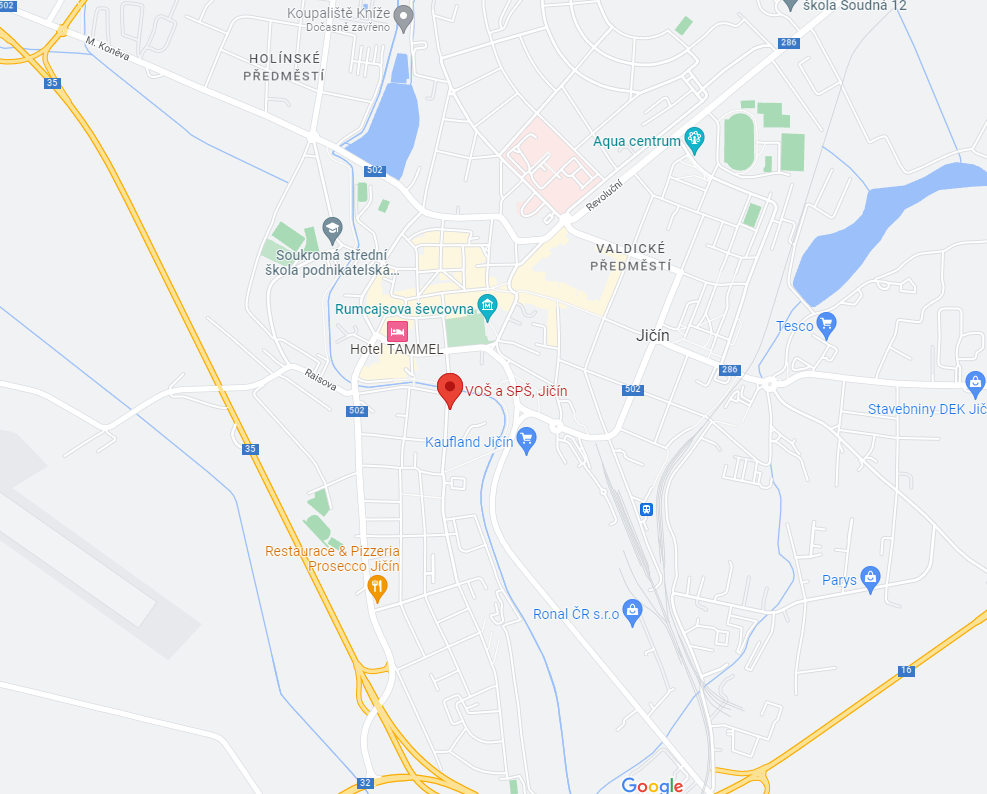 502
Koupaliště Kníže
Dočasně zavřeno
škola Soudná 12
M. Koněva
HOLÍNSKÉ
PŘEDMĚSTÍ
286
35
Aqua centrum
502
Revoluční
Soukromá střední
škola podnikatelská...
VALDICKÉ
PŘEDMĚSTÍ
Rumcajsova ševcovna
Hotel TAMMEL
Jičín
Tesco
Raisova
286
502
VOŠ a SPŠ, Jičín
502
Stavebniny DEK Jič
Kaufland Jičín
35
Restaurace & Pizzeria
Prosecco Jičín
Parys
Ronal ČR s.r.o
16
32
Google